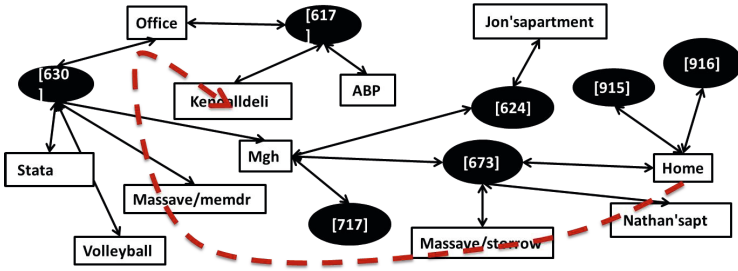 Office
[617
]
Jon'sapartment
[630
]
[916]
[915]
Kendalldeli
ABP
[624]
Mgh
[673]
Home
Stata
Massave/memdr
[717]
Nathan'sapt
Volleyball
Massave/storrow